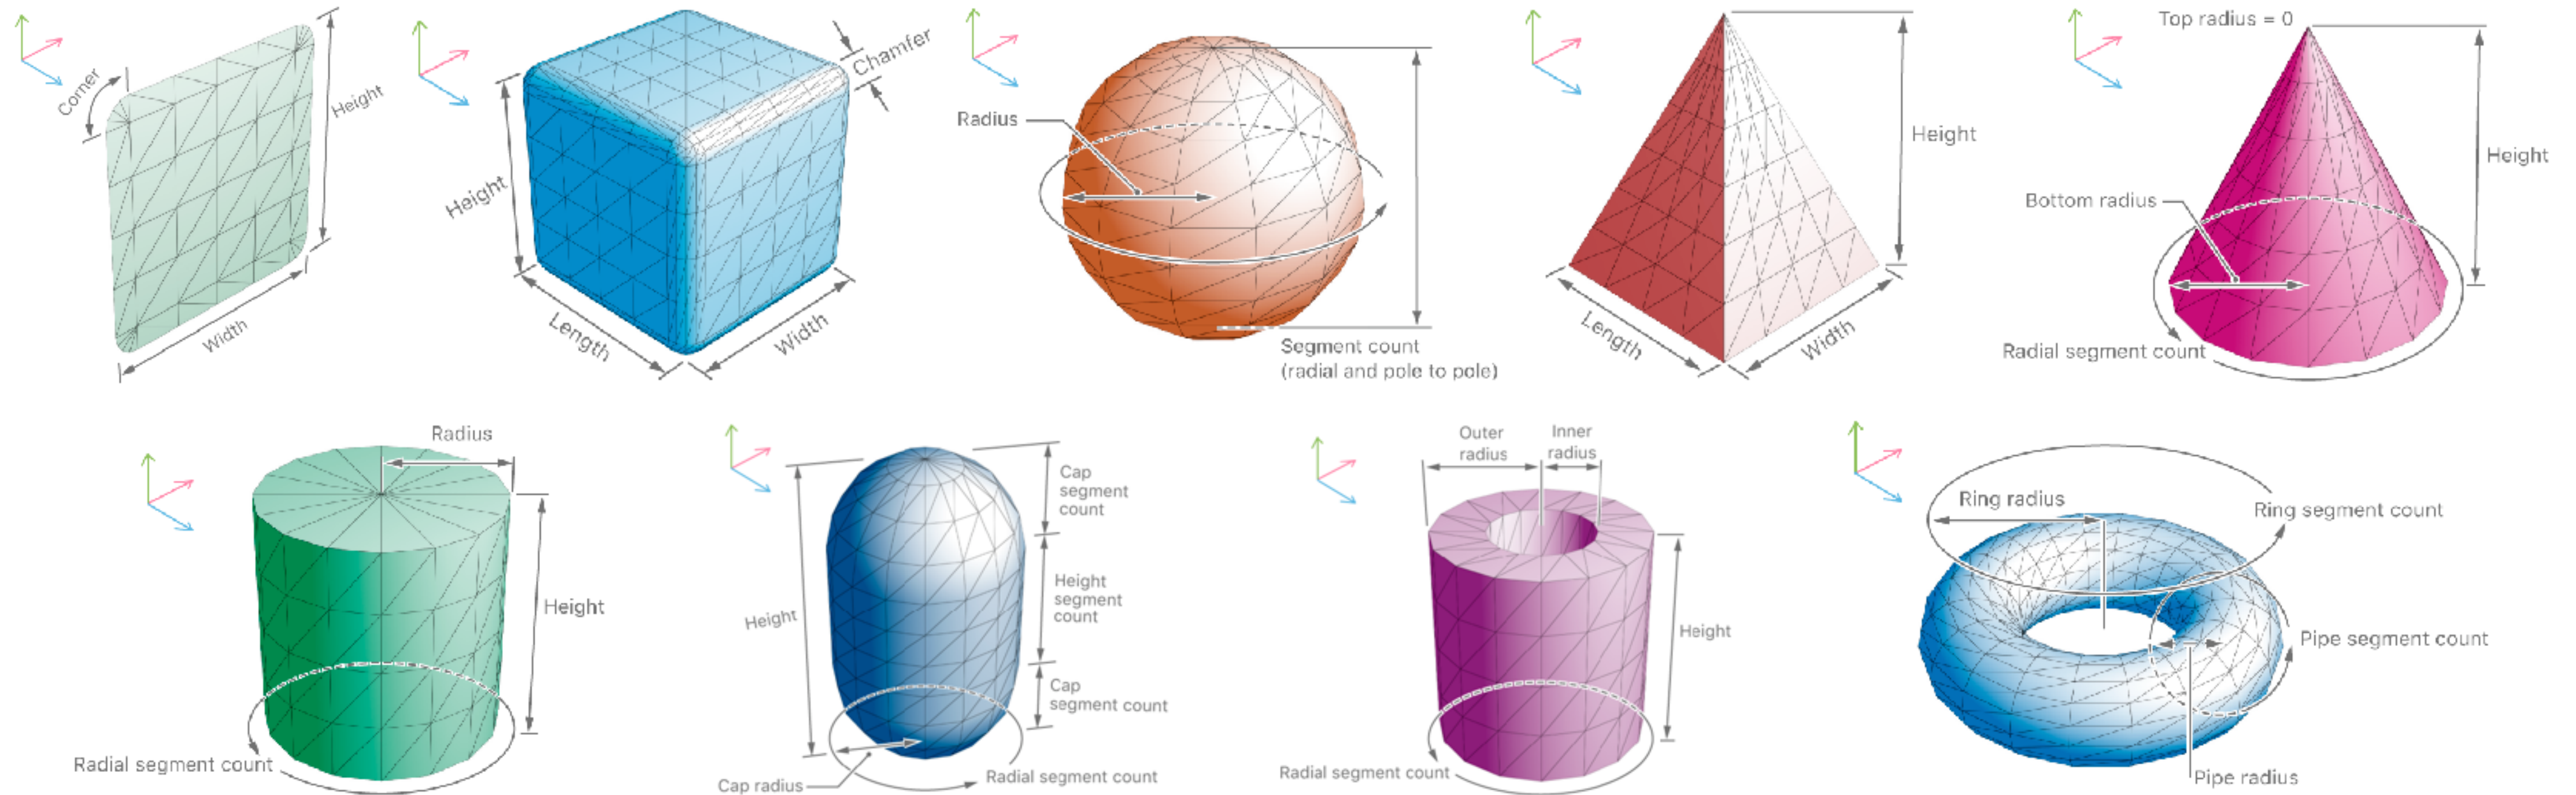 Corner
Height
Width
Chamfer
Height
Length
Width
Radius
Segment count
(radial and pole to pole)
Height
Length
Width
Top radius = 0
Height
Bottom radius
Radial segment count
Radius
Height
Radial segment count
Cap
segment
count
Height
segment
count
Height
Cap
segment count
Cap radius
Radial segment count
Outer
radius
Inner
radius
Height
Radial segment count
Ring radius
Ring segment count
Pipe segment count
Pipe radius